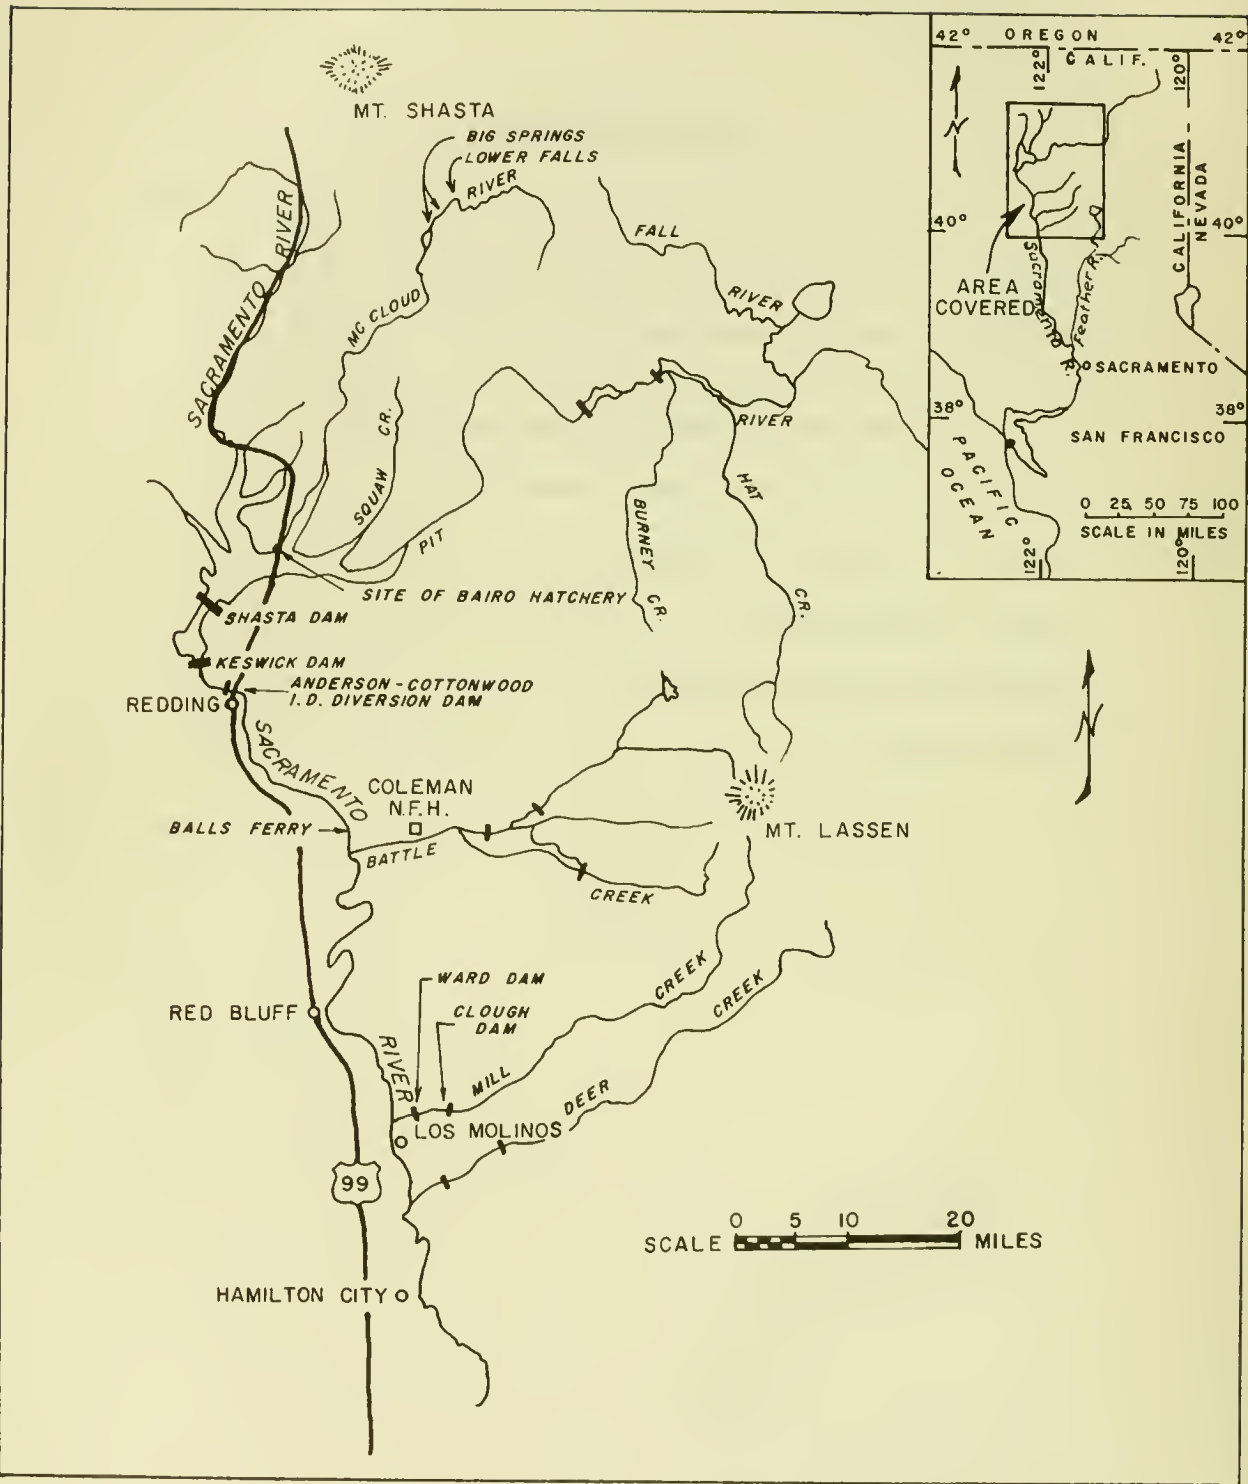 MT. SHASTA
BIG SPRINGS
LOWER FALLS
RIVER
SACRAMENTO RIVER
MC CLOUD
FALL
RIVER
SQUAW CR.
PIT
RIVER
HAT
CR.
BURNEY
CR.
SITE OF BAIRO HATCHERY
SHASTA DAM
KESWICK DAM
ANDERSON-COTTONWOOD
I.D. DIVERSION DAM
REDDING
SACRAMENTO
COLEMAN
N.F.H.
BALLS FERRY
BATTLE
CREEK
MT. LASSEN
WARD DAM
CLOUGH
DAM
CREEK
CREEK
RED BLUFF
RIVER
MILL
DEER
LOS MOLINOS
99
HAMILTON CITY
0 5 10 20
SCALE MILES
N
42° OREGON 42°
CALIF.
122°
120°
N
CALIFORNIA
NEVADA
40° 40°
AREA
COVERED
Sacramento R.
Feather R.
SACRAMENTO
38° 38°
SAN FRANCISCO
PACIFIC
OCEAN
0 25 50 75 100
SCALE IN MILES
122°
120°